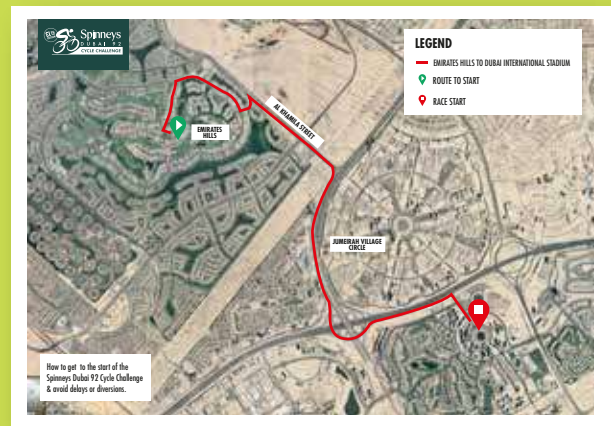 Spinneys
DUBAI 92
CYCLE CHALLENGE
LEGEND
EMIRATES HILLS TO DUBAI INTERNATIONAL STADIUM
ROUTE TO START
RACE START
AL KHAMILA STREET
EMIRATES
HILLS
JUMEIRAH VILLAGE
CIRCLE
How to get to the start of the
Spinneys Dubai 92 Cycle Challenge
& avoid delays or diversions.